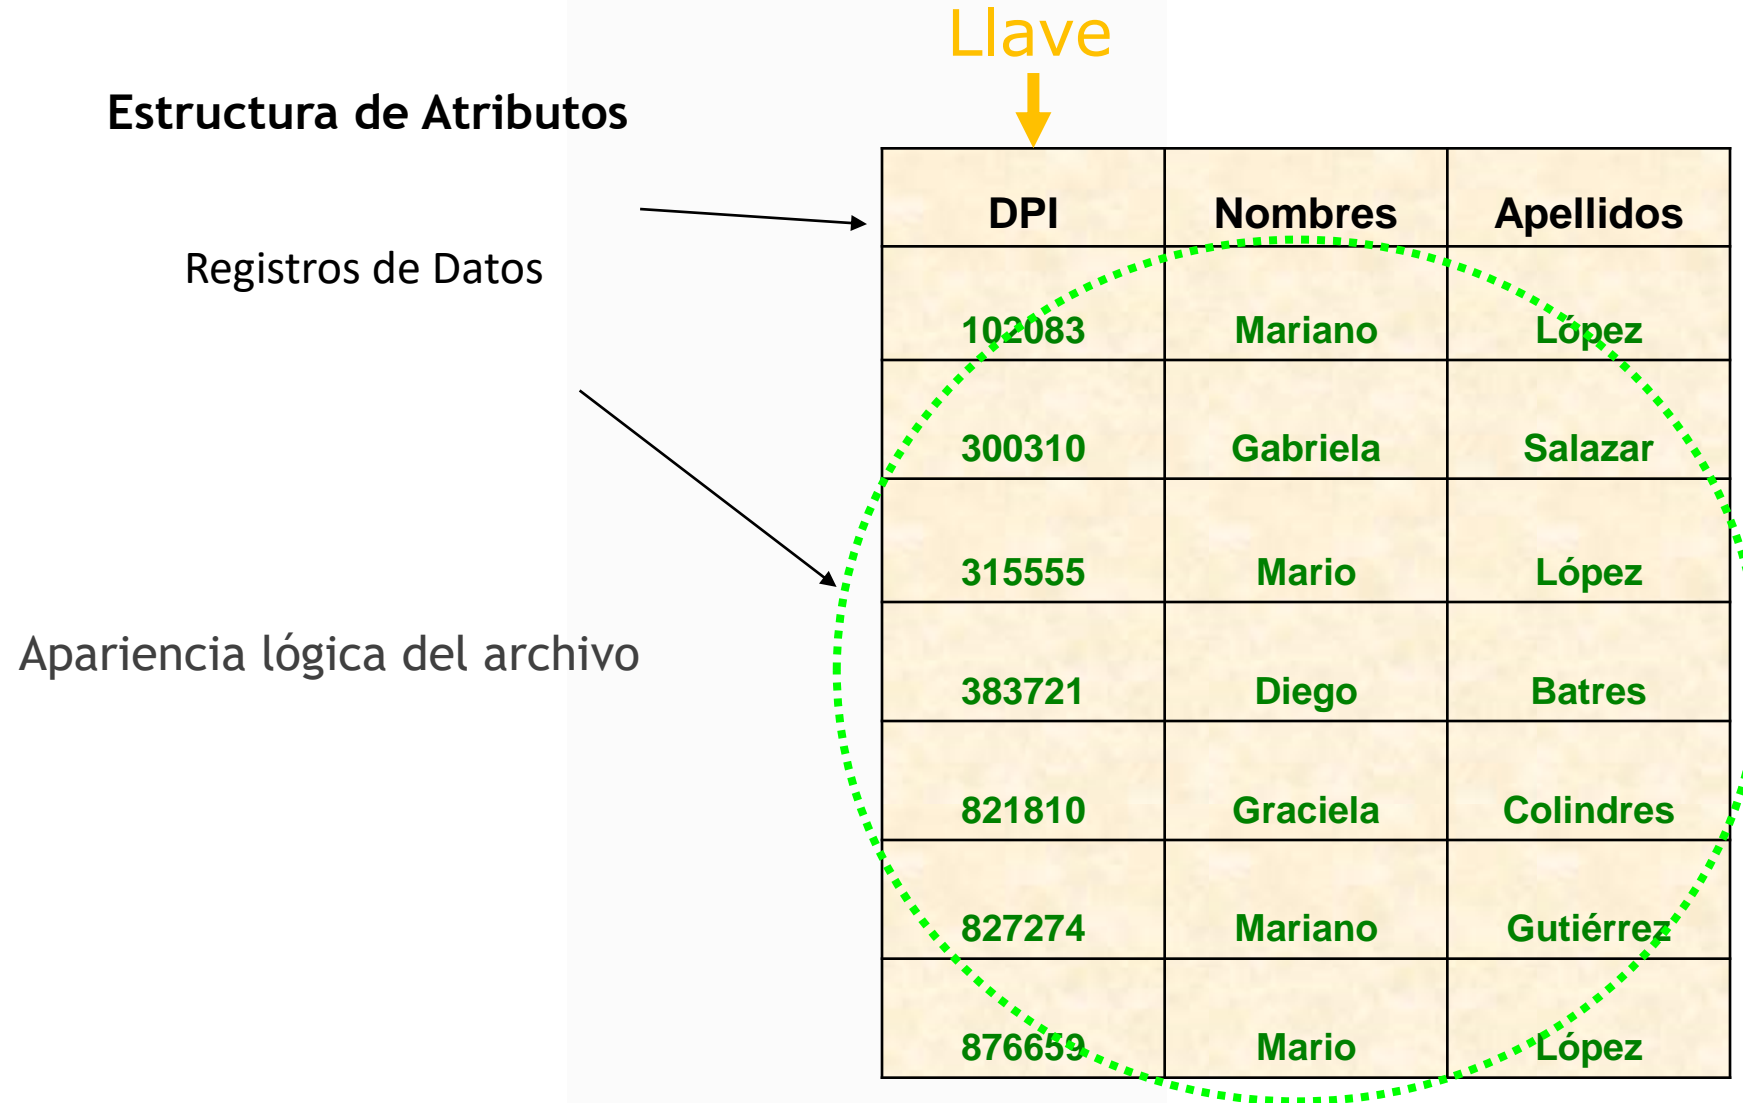 Llave
Estructura de Atributos
Registros de Datos
Apariencia lógica del archivo
DPI Nombres Apellidos
102083 Mariano López
300310 Gabriela Salazar
315555 Mario López
383721 Diego Batres
821810 Graciela Colindres
827274 Mariano Gutiérrez
876659 Mario López